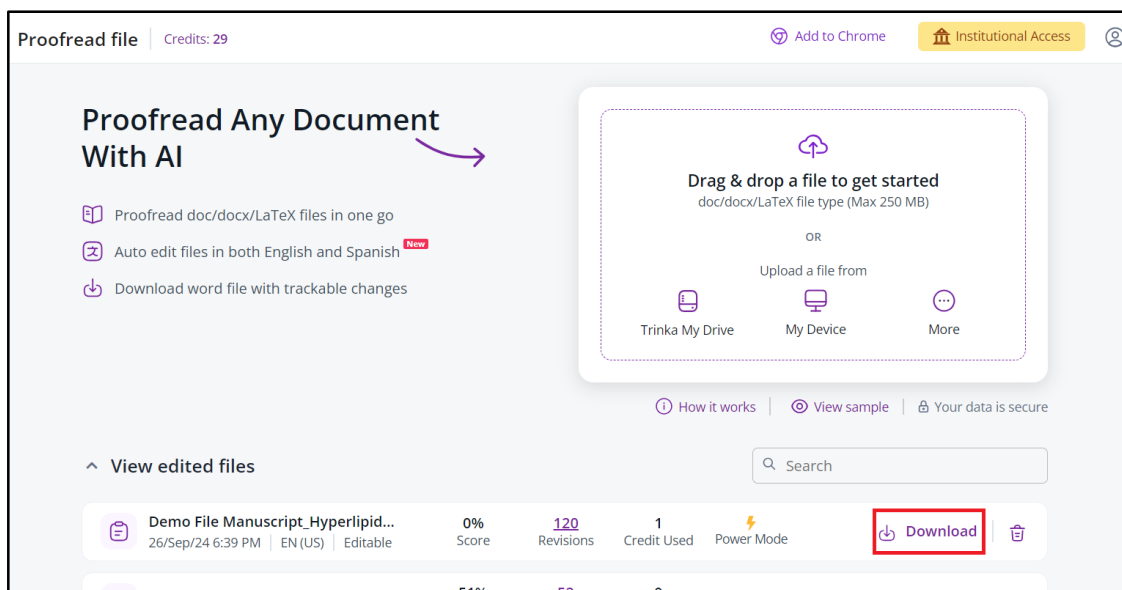 Proofread file
Credits: 29
Add to Chrome
Institutional Access
Proofread Any Document
With AI
Proofread doc/docx/LaTeX files in one go
Auto edit files in both English and Spanish New
Download word file with trackable changes
Drag & drop a file to get started
doc/docx/LaTeX file type (Max 250 MB)
OR
Upload a file from
Trinka My Drive
My Device
More
How it works
View sample
Your data is secure
View edited files
Search
Demo File Manuscript_Hyperlipid...
26/Sep/24 6:39 PM | EN (US) | Editable
0%
Score
120
Revisions
1
Credit Used
Power Mode
Download